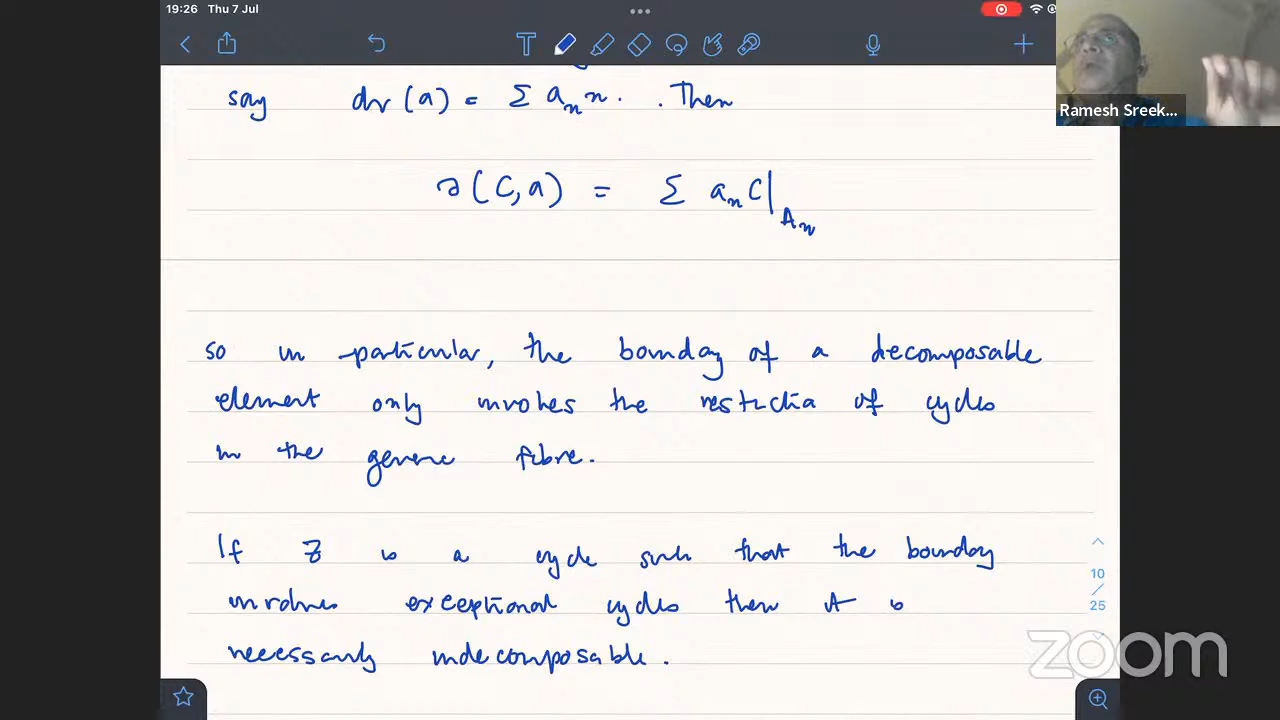 19:26 Thu 7 Jul
T
Ramesh Sreek...
say div (a) = Σ aₙ n . . Then
∂ (C, a) = Σ aₙ C|_Aₙ
so in particular, the boundary of a decomposable
element only involves the restriction of cycles
in the generic fibre.
If Z is a cycle such that the boundary
involves exceptional cycles then it is
necessarily indecomposable.
10
/
25
zoom